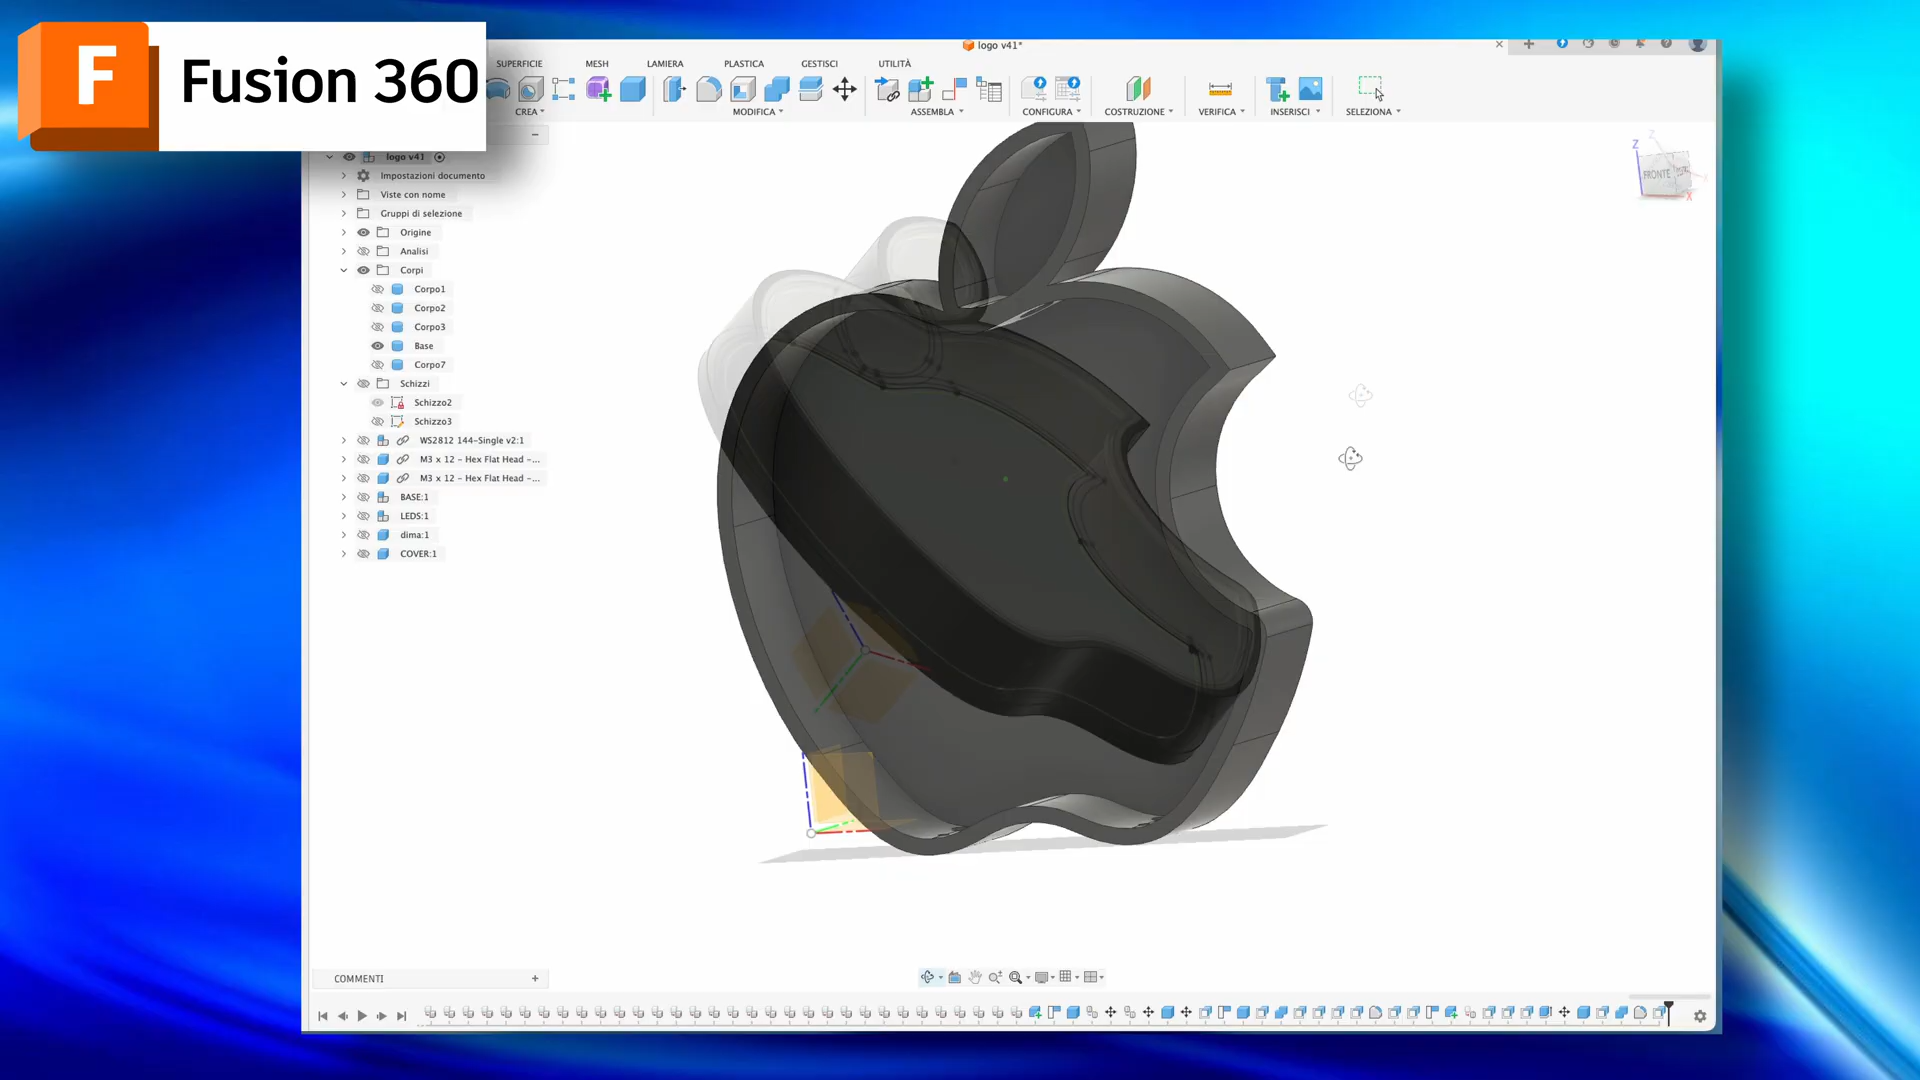 F Fusion 360
logo v41*
SUPERFICIE MESH LAMIERA PLASTICA GESTISCI UTILITÀ
CREA MODIFICA ASSEMBLA CONFIGURA COSTRUZIONE VERIFICA INSERISCI SELEZIONA
logo v41
Impostazioni documento
Viste con nome
Gruppi di selezione
Origine
Analisi
Corpi
Corpo1
Corpo2
Corpo3
Base
Corpo7
Schizzi
Schizzo2
Schizzo3
WS2812 144-Single v2:1
M3 x 12 - Hex Flat Head -...
M3 x 12 - Hex Flat Head -...
BASE:1
LEDS:1
dima:1
COVER:1
Z
Z
FRONTE
X
COMMENTI